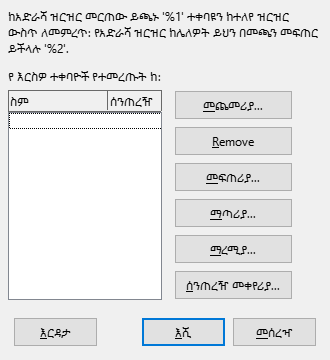 ከአድራሻ ዝርዝር መርጠው ይጫኑ '%1' ተቀባዩን ከተለየ ዝርዝር
ውስጥ ለመምረጥ: የአድራሻ ዝርዝር ከሌለዎት ይህን በመጫን መፍጠር
ይችላሉ '%2'.
የ እርስዎ ተቀባዮች የተመረጡት ከ:
ስም
ሰንጠረዥ
መጨመሪያ...
Remove
መፍጠሪያ...
ማጣሪያ...
ማረሚያ...
ሰንጠረዥ መቀየሪያ...
እርዳታ
እሺ
መሰረዣ